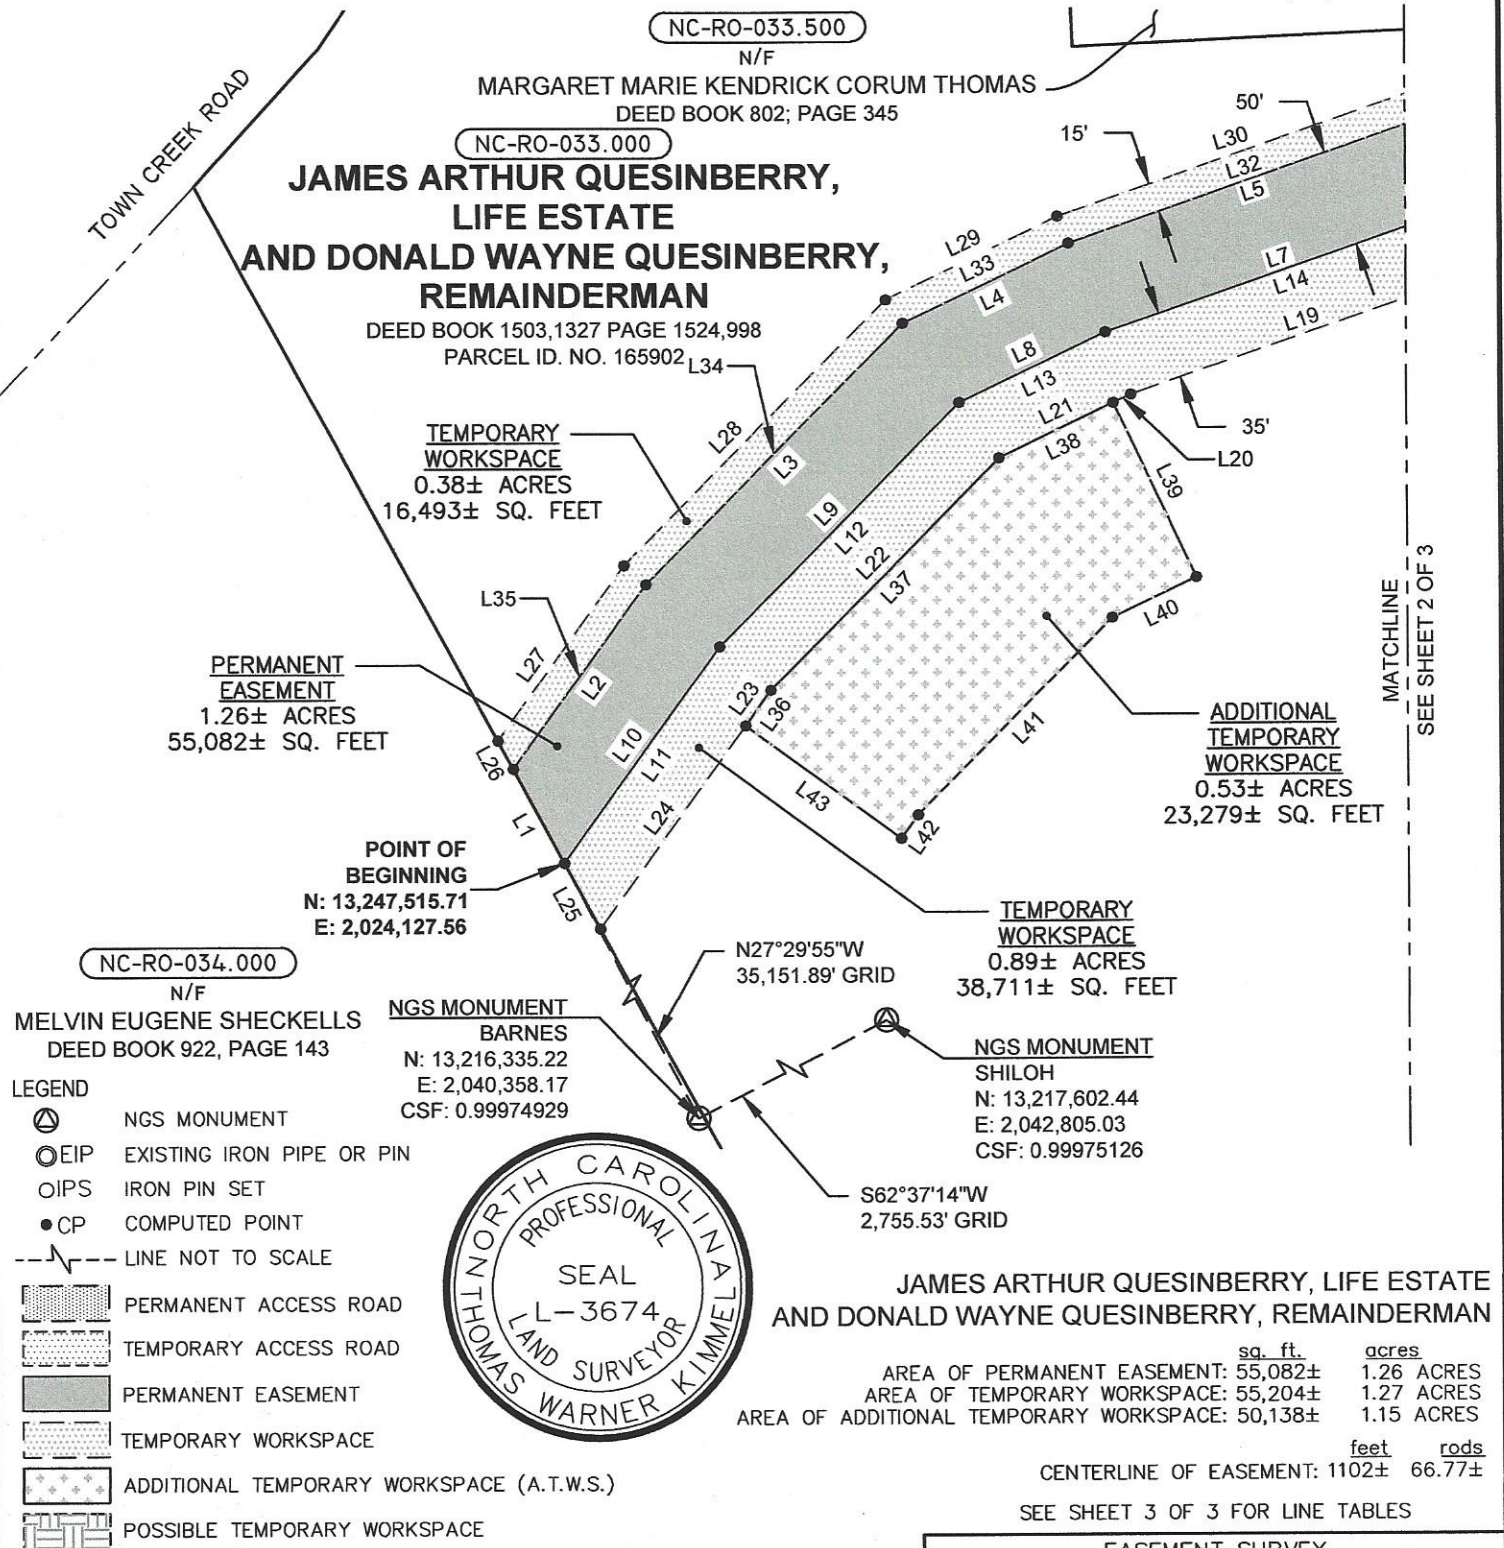 NC-RO-033.500
N/F
MARGARET MARIE KENDRICK CORUM THOMAS
DEED BOOK 802; PAGE 345
TOWN CREEK ROAD
NC-RO-033.000
JAMES ARTHUR QUESINBERRY,
LIFE ESTATE
AND DONALD WAYNE QUESINBERRY,
REMAINDERMAN
DEED BOOK 1503,1327 PAGE 1524,998
PARCEL ID. NO. 165902
50'
15'
L30
L32
L5
L29
L33
L4
L7
L14
L19
L8
L13
L21
L38
35'
L20
L39
L34
L28
L3
L9
L12
L22
L37
TEMPORARY
WORKSPACE
0.38± ACRES
16,493± SQ. FEET
L35
L27
L2
L40
L41
L23
L36
L10
L11
L24
L43
L42
L26
L1
L25
PERMANENT
EASEMENT
1.26± ACRES
55,082± SQ. FEET
MATCHLINE
SEE SHEET 2 OF 3
ADDITIONAL
TEMPORARY
WORKSPACE
0.53± ACRES
23,279± SQ. FEET
POINT OF
BEGINNING
N: 13,247,515.71
E: 2,024,127.56
TEMPORARY
WORKSPACE
0.89± ACRES
38,711± SQ. FEET
N27°29'55"W
35,151.89' GRID
NC-RO-034.000
N/F
MELVIN EUGENE SHECKELLS
DEED BOOK 922, PAGE 143
NGS MONUMENT
BARNES
N: 13,216,335.22
E: 2,040,358.17
CSF: 0.99974929
NGS MONUMENT
SHILOH
N: 13,217,602.44
E: 2,042,805.03
CSF: 0.99975126
S62°37'14"W
2,755.53' GRID
LEGEND
NGS MONUMENT
EIP EXISTING IRON PIPE OR PIN
IPS IRON PIN SET
CP COMPUTED POINT
LINE NOT TO SCALE
PERMANENT ACCESS ROAD
TEMPORARY ACCESS ROAD
PERMANENT EASEMENT
TEMPORARY WORKSPACE
ADDITIONAL TEMPORARY WORKSPACE (A.T.W.S.)
POSSIBLE TEMPORARY WORKSPACE
NORTH CAROLINA
PROFESSIONAL
SEAL
L-3674
LAND SURVEYOR
THOMAS WARNER KIMMEL
JAMES ARTHUR QUESINBERRY, LIFE ESTATE
AND DONALD WAYNE QUESINBERRY, REMAINDERMAN
sq. ft. acres
AREA OF PERMANENT EASEMENT: 55,082± 1.26 ACRES
AREA OF TEMPORARY WORKSPACE: 55,204± 1.27 ACRES
AREA OF ADDITIONAL TEMPORARY WORKSPACE: 50,138± 1.15 ACRES
feet rods
CENTERLINE OF EASEMENT: 1102± 66.77±
SEE SHEET 3 OF 3 FOR LINE TABLES
EASEMENT SURVEY